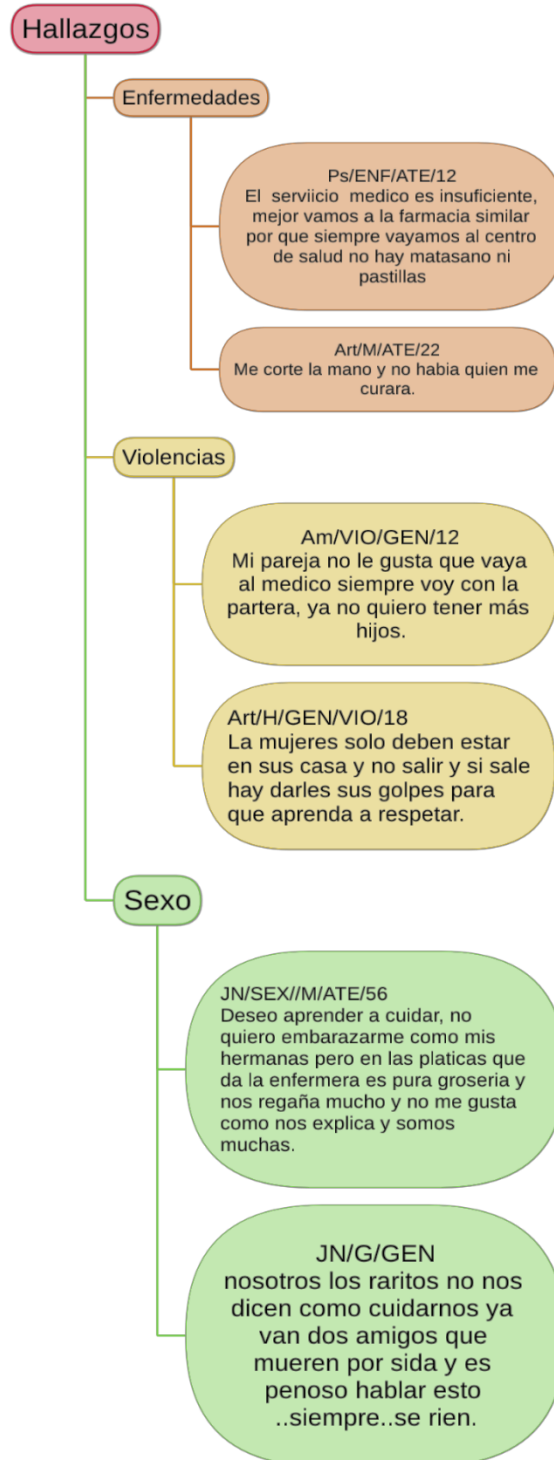 Hallazgos
Enfermedades
Ps/ENF/ATE/12
El serviicio medico es insuficiente,
mejor vamos a la farmacia similar
por que siempre vayamos al centro
de salud no hay matasano ni
pastillas
Art/M/ATE/22
Me corte la mano y no habia quien me
curara.
Violencias
Am/VIO/GEN/12
Mi pareja no le gusta que vaya
al medico siempre voy con la
partera, ya no quiero tener más
hijos.
Art/H/GEN/VIO/18
La mujeres solo deben estar
en sus casa y no salir y si sale
hay darles sus golpes para
que aprenda a respetar.
Sexo
JN/SEX//M/ATE/56
Deseo aprender a cuidar, no
quiero embarazarme como mis
hermanas pero en las platicas que
da la enfermera es pura groseria y
nos regaña mucho y no me gusta
como nos explica y somos
muchas.
JN/G/GEN
nosotros los raritos no nos
dicen como cuidarnos ya
van dos amigos que
mueren por sida y es
penoso hablar esto
..siempre..se rien.